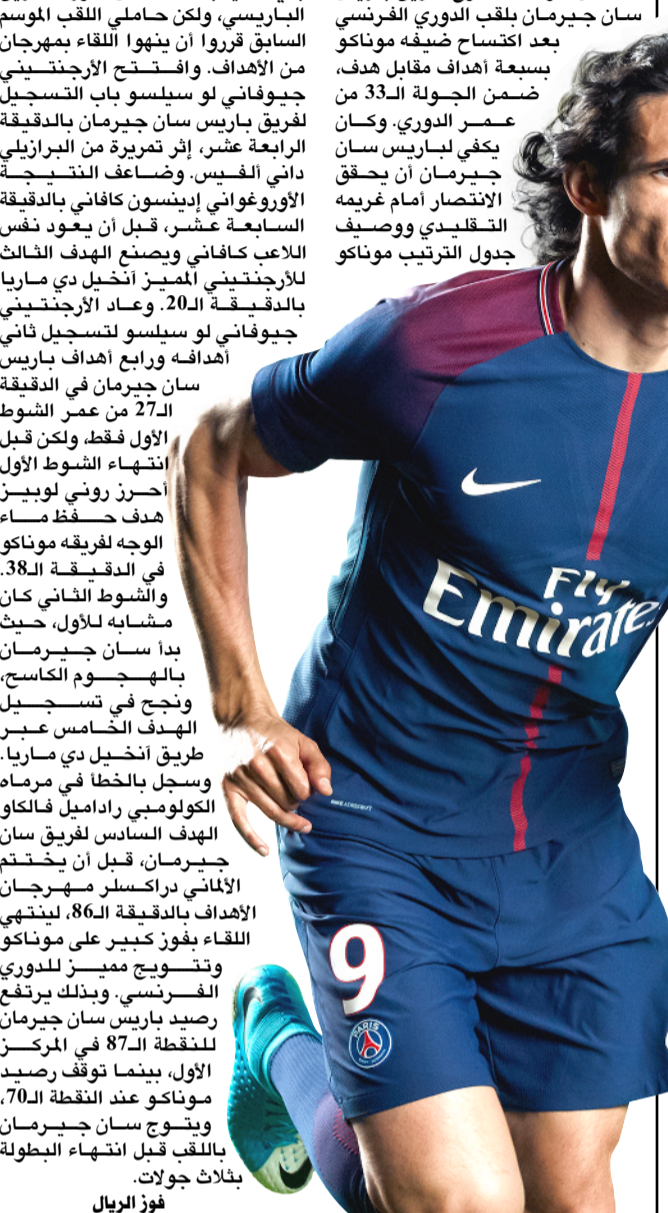 سان جيرمان بلقب الدوري الفرنسي
بعد اكتساح ضيفه موناكو
بسبعة أهداف مقابل هدف،
ضمن الجولة الـ33 من
عمر الدوري. وكان
يكفي لباريس سان
جيرمان أن يحقق
الانتصار أمام غريمه
التقليدي ووصيف
جدول الترتيب موناكو
الباريسي، ولكن حاملي اللقب الموسم
السابق قرروا أن ينهوا اللقاء بمهرجان
من الأهداف. وافتتح الأرجنتيني
جيوفاني لو سيلسو باب التسجيل
لفريق باريس سان جيرمان بالدقيقة
الرابعة عشر، إثر تمريرة من البرازيلي
داني ألفيس. وضاعف النتيجة
الأوروغواني إدينسون كافاني بالدقيقة
السابعة عشر، قبل أن يعود نفس
اللاعب كافاني ويصنع الهدف الثالث
للأرجنتيني المميز آنخيل دي ماريا
بالدقيقة الـ20. وعاد الأرجنتيني
جيوفاني لو سيلسو لتسجيل ثاني
أهدافه ورابع أهداف باريس
سان جيرمان في الدقيقة
الـ27 من عمر الشوط
الأول فقط، ولكن قبل
انتهاء الشوط الأول
أحرز روني لوبيز
هدف حفظ ماء
الوجه لفريقه موناكو
في الدقيقة الـ38.
والشوط الثاني كان
مشابه للأول، حيث
بدأ سان جيرمان
بالهجوم الكاسح،
ونجح في تسجيل
الهدف الخامس عبر
طريق آنخيل دي ماريا.
وسجل بالخطأ في مرماه
الكولومبي راداميل فالكاو
الهدف السادس لفريق سان
جيرمان، قبل أن يختتم
الألماني دراكسلر مهرجان
الأهداف بالدقيقة الـ86، لينتهي
اللقاء بفوز كبير على موناكو
وتتويج مميز للدوري
الفرنسي. وبذلك يرتفع
رصيد باريس سان جيرمان
للنقطة الـ87 في المركز
الأول، بينما توقف رصيد
موناكو عند النقطة الـ70،
ويتوج سان جيرمان
باللقب قبل انتهاء البطولة
بثلاث جولات.
فوز الريال
Fly
Emirates
9
PARIS